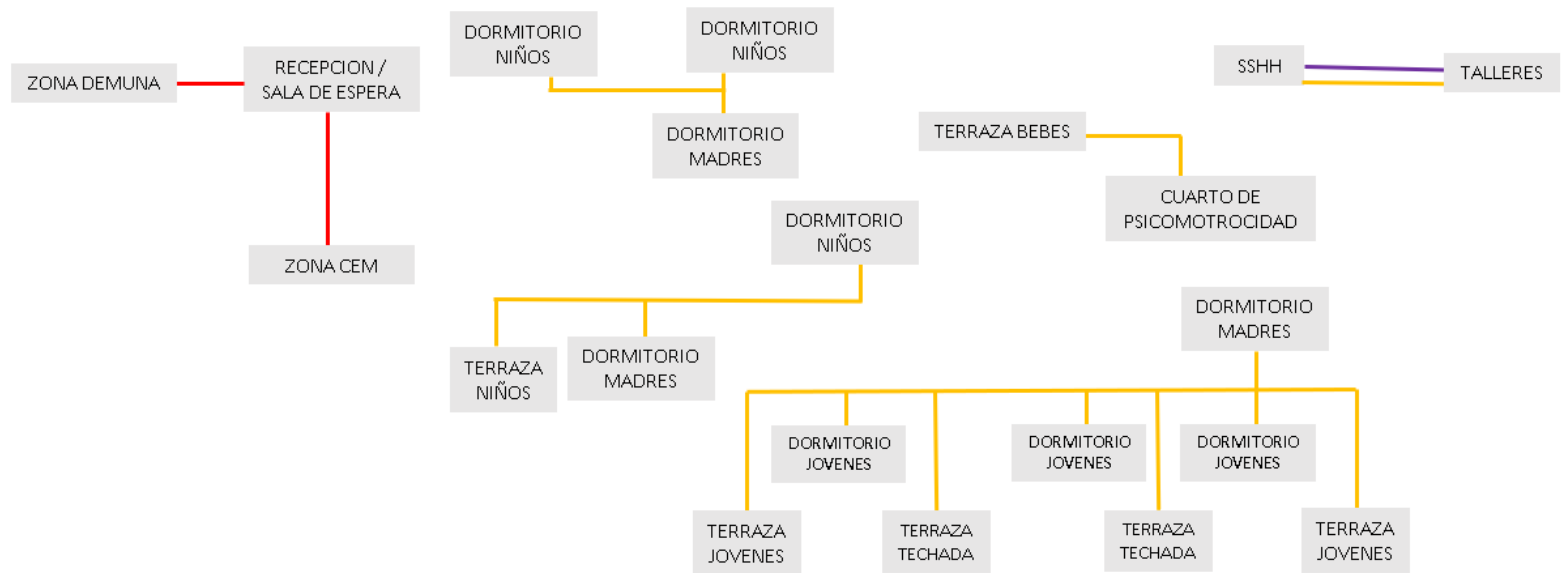 ZONA DEMUNA
RECEPCION /
SALA DE ESPERA
ZONA CEM
DORMITORIO
NIÑOS
DORMITORIO
NIÑOS
DORMITORIO
MADRES
SSHH
TALLERES
TERRAZA BEBES
CUARTO DE
PSICOMOTROCIDAD
DORMITORIO
NIÑOS
TERRAZA
NIÑOS
DORMITORIO
MADRES
DORMITORIO
MADRES
DORMITORIO
JOVENES
DORMITORIO
JOVENES
DORMITORIO
JOVENES
TERRAZA
JOVENES
TERRAZA
TECHADA
TERRAZA
TECHADA
TERRAZA
JOVENES